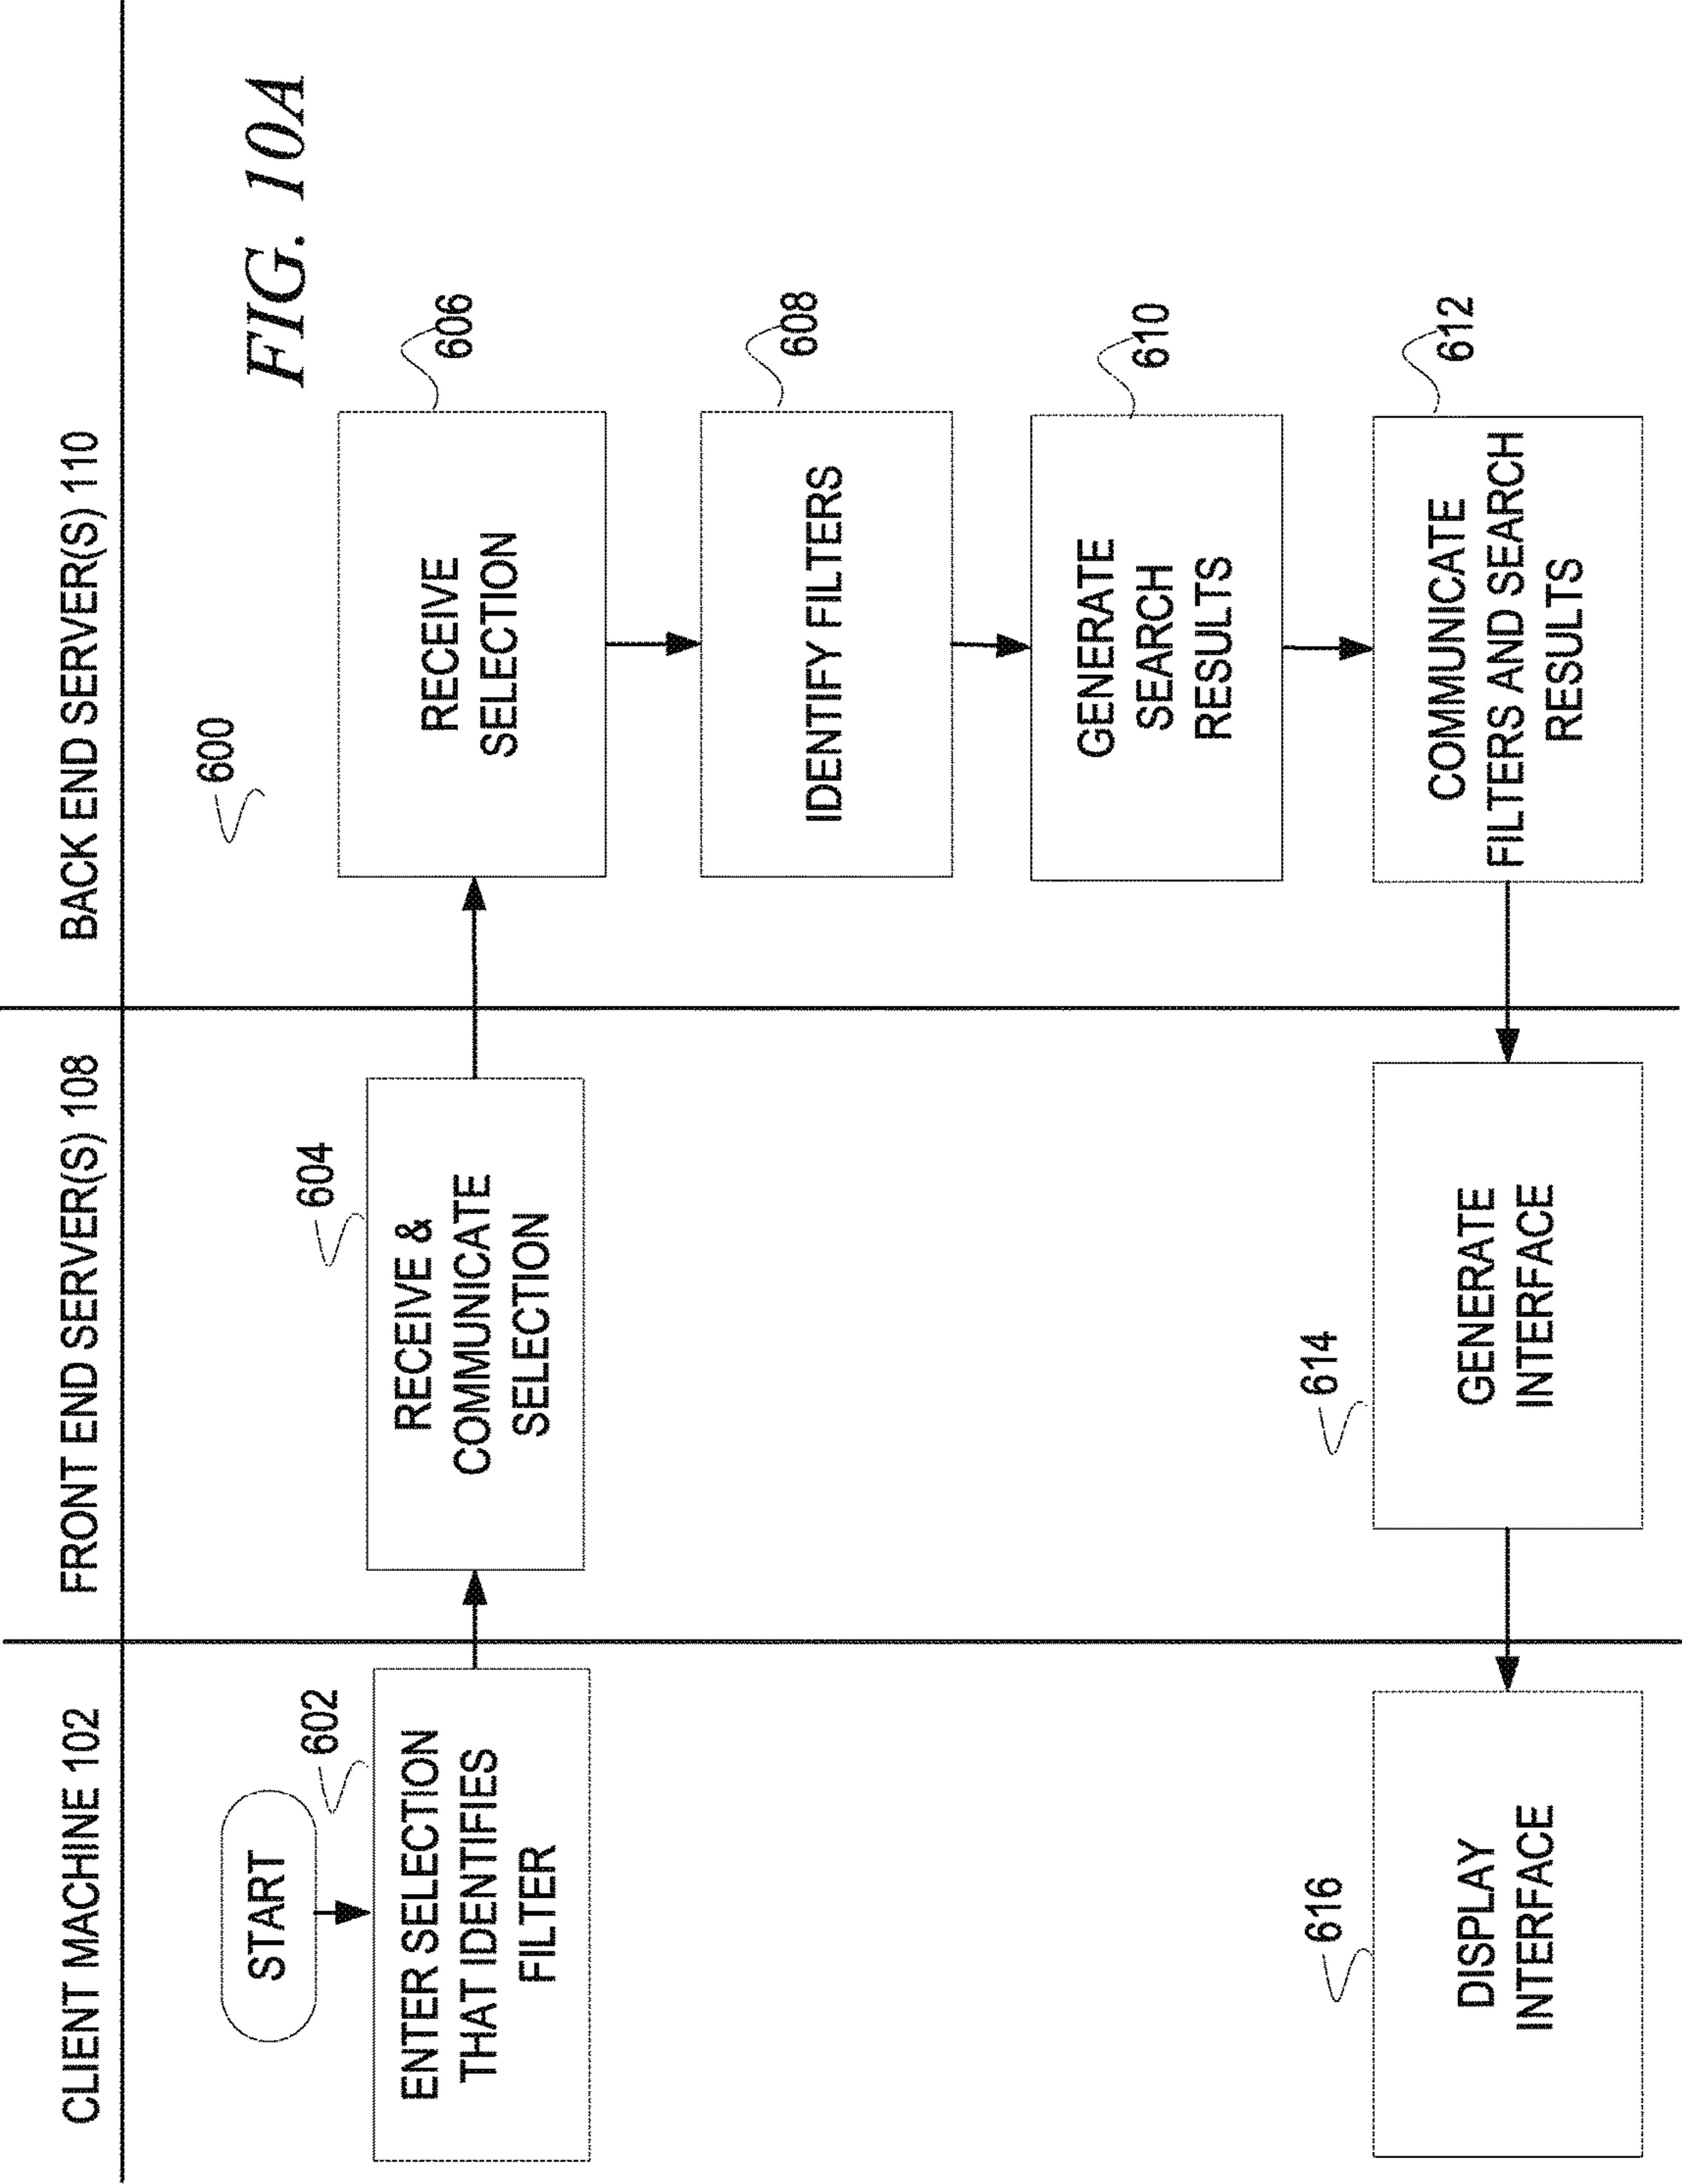 CLIENT MACHINE 102
FRONT END SERVER(S) 108
BACK END SERVER(S) 110
600
FIG. 10A
START
602
ENTER SELECTION
THAT IDENTIFIES
FILTER
604
RECEIVE &
COMMUNICATE
SELECTION
606
RECEIVE
SELECTION
608
IDENTIFY FILTERS
610
GENERATE
SEARCH
RESULTS
612
COMMUNICATE
FILTERS AND SEARCH
RESULTS
614
GENERATE
INTERFACE
616
DISPLAY
INTERFACE